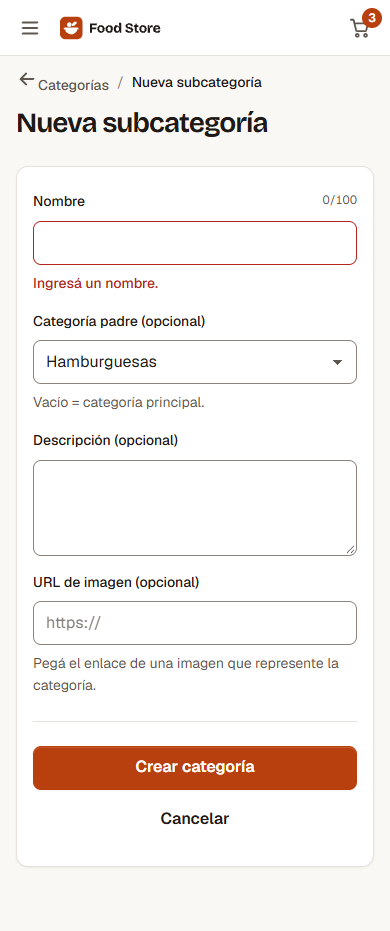 Food Store
3
Categorías / Nueva subcategoría
Nueva subcategoría
Nombre 0/100
Ingresá un nombre.
Categoría padre (opcional)
Hamburguesas
Vacío = categoría principal.
Descripción (opcional)
URL de imagen (opcional)
https://
Pegá el enlace de una imagen que represente la
categoría.
Crear categoría
Cancelar